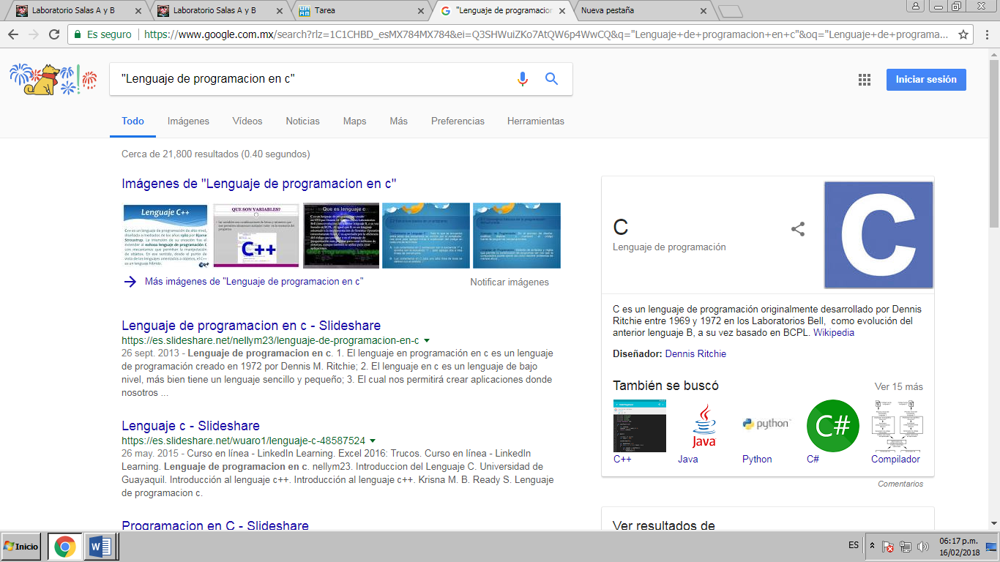 Laboratorio Salas A y B
Laboratorio Salas A y B
Tarea
"Lenguaje de programacion
Nueva pestaña
Es seguro
https://www.google.com.mx/search?rlz=1C1CHBD_esMX784MX784&ei=Q3SHWuiZKo7AtQW6p4WwCQ&q="Lenguaje+de+programacion+en+c"&oq="Lenguaje+de+programa...
"Lenguaje de programacion en c"
Iniciar sesión
Todo Imágenes Vídeos Noticias Maps Más Preferencias Herramientas
Cerca de 21,800 resultados (0.40 segundos)
Imágenes de "Lenguaje de programacion en c"
Lenguaje C++
QUE SON VARIABLES?
C++
Que es lenguaje c
Más imágenes de "Lenguaje de programacion en c"
Notificar imágenes
Lenguaje de programacion en c - Slideshare
https://es.slideshare.net/nellym23/lenguaje-de-programacion-en-c
26 sept. 2013 - Lenguaje de programacion en c. 1. El lenguaje en programación en c es un lenguaje
de programación creado en 1972 por Dennis M. Ritchie; 2. El lenguaje en c es un lenguaje de bajo
nivel, más bien tiene un lenguaje sencillo y pequeño; 3. El cual nos permitirá crear aplicaciones donde
nosotros ...
Lenguaje c - Slideshare
https://es.slideshare.net/wuaro1/lenguaje-c-48587524
26 may. 2015 - Curso en línea - LinkedIn Learning. Excel 2016: Trucos. Curso en línea - LinkedIn
Learning. Lenguaje de programacion en c. nellym23. Introduccion del Lenguaje C. Universidad de
Guayaquil. Introducción al lenguaje c++. Introducción al lenguaje c++. Krisna M. B. Ready S. Lenguaje
de programacion c.
Programacion en C - Slideshare
C
Lenguaje de programación
C
C es un lenguaje de programación originalmente desarrollado por Dennis
Ritchie entre 1969 y 1972 en los Laboratorios Bell, como evolución del
anterior lenguaje B, a su vez basado en BCPL. Wikipedia
Diseñador: Dennis Ritchie
También se buscó
Ver 15 más
Java
python
C#
C++ Java Python C# Compilador
Comentarios
Ver resultados de
Inicio
ES
06:17 p.m.
16/02/2018